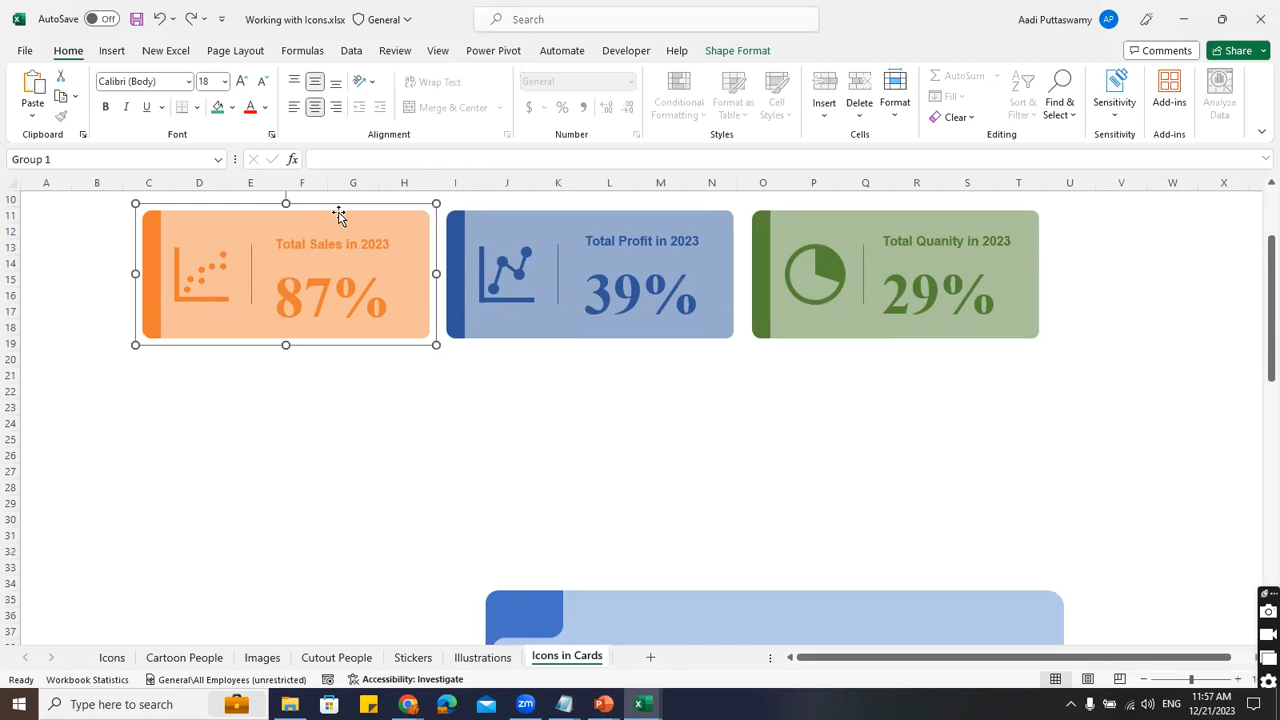 AutoSave Off Working with Icons.xlsx General Search Aadi Puttaswamy AP
File Home Insert New Excel Page Layout Formulas Data Review View Power Pivot Automate Developer Help Shape Format Comments Share
Paste Calibri (Body) 18 A A Wrap Text General Conditional Formatting Format as Table Cell Styles Insert Delete Format AutoSum Sort & Filter Find & Select Sensitivity Add-ins Analyze Data
B I U A Merge & Center $ % Fill
Clear
Clipboard Font Alignment Number Styles Cells Editing Sensitivity Add-ins
Group 1 fx
A B C D E F G H I J K L M N O P Q R S T U V W X
10
11
12
13
14
15
16
17
18
19
20
21
22
23
24
25
26
27
28
29
30
31
32
33
34
35
36
37
Total Sales in 2023
87%
Total Profit in 2023
39%
Total Quanity in 2023
29%
Icons Cartoon People Images Cutout People Stickers Illustrations Icons in Cards
Ready Workbook Statistics General\All Employees (unrestricted) Accessibility: Investigate
Type here to search ENG 11:57 AM
12/21/2023